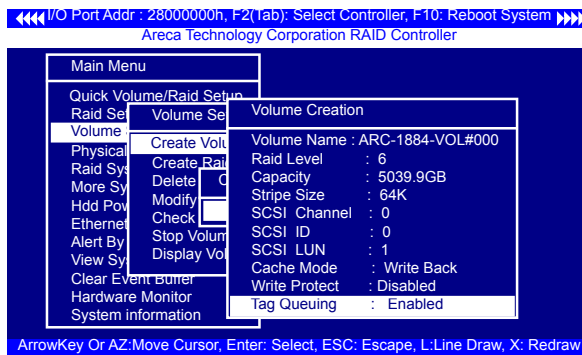 I/O Port Addr : 28000000h, F2(Tab): Select Controller, F10: Reboot System
Areca Technology Corporation RAID Controller
Main Menu
Quick Volume/Raid Setup
Raid Set
Volume
Physical
Raid Sys
More Sy
Hdd Pow
Ethernet
Alert By
View Sy
Clear Event Buffer
Hardware Monitor
System information
Volume Se
Create Volu
Create Rai
Delete
Modify
Check
Stop Volum
Display Vol
C
Volume Creation
Volume Name : ARC-1884-VOL#000
Raid Level : 6
Capacity : 5039.9GB
Stripe Size : 64K
SCSI Channel : 0
SCSI ID : 0
SCSI LUN : 1
Cache Mode : Write Back
Write Protect : Disabled
Tag Queuing : Enabled
ArrowKey Or AZ:Move Cursor, Enter: Select, ESC: Escape, L:Line Draw, X: Redraw